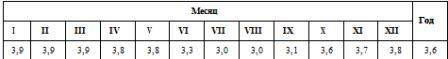 Месяц Год
I II III IV V VI VII VIII IX X XI XII
3,9 3,9 3,9 3,8 3,8 3,3 3,0 3,0 3,1 3,6 3,7 3,8 3,6